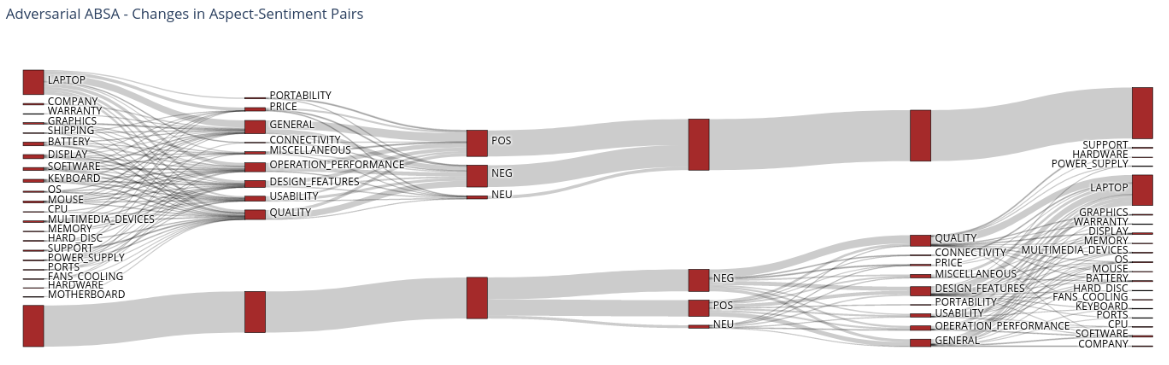 Adversarial ABSA - Changes in Aspect-Sentiment Pairs
LAPTOP
COMPANY
WARRANTY
GRAPHICS
SHIPPING
BATTERY
DISPLAY
SOFTWARE
KEYBOARD
OS
MOUSE
CPU
MULTIMEDIA_DEVICES
MEMORY
HARD_DISC
SUPPORT
POWER_SUPPLY
PORTS
FANS_COOLING
HARDWARE
MOTHERBOARD
PORTABILITY
PRICE
GENERAL
CONNECTIVITY
MISCELLANEOUS
OPERATION_PERFORMANCE
DESIGN_FEATURES
USABILITY
QUALITY
POS
NEG
NEU
NEG
POS
NEU
QUALITY
CONNECTIVITY
PRICE
MISCELLANEOUS
DESIGN_FEATURES
PORTABILITY
USABILITY
OPERATION_PERFORMANCE
GENERAL
SUPPORT
HARDWARE
POWER_SUPPLY
LAPTOP
GRAPHICS
WARRANTY
DISPLAY
MEMORY
MULTIMEDIA_DEVICES
OS
MOUSE
BATTERY
HARD_DISC
FANS_COOLING
KEYBOARD
PORTS
CPU
SOFTWARE
COMPANY